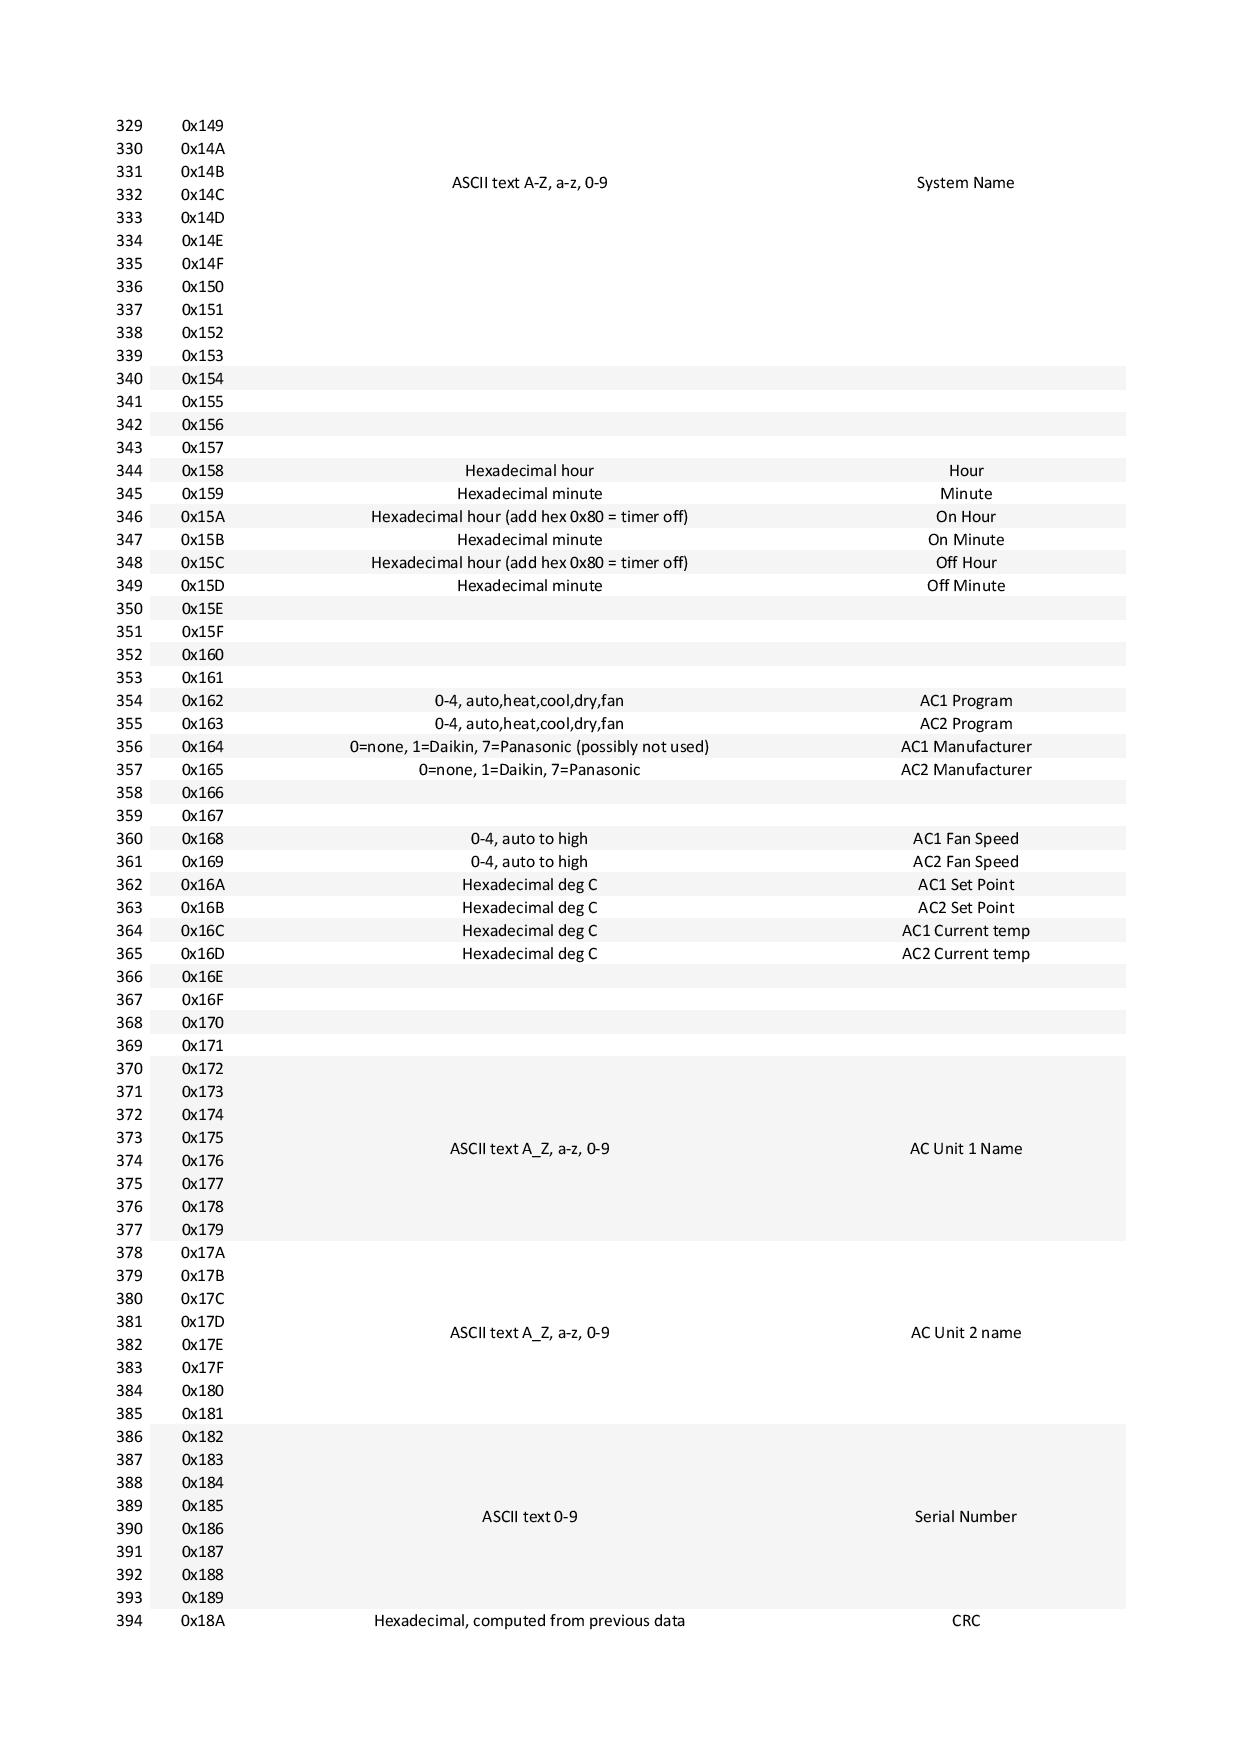 329 0x149
330 0x14A
331 0x14B
ASCII text A-Z, a-z, 0-9 System Name
332 0x14C
333 0x14D
334 0x14E
335 0x14F
336 0x150
337 0x151
338 0x152
339 0x153
340 0x154
341 0x155
342 0x156
343 0x157
344 0x158 Hexadecimal hour Hour
345 0x159 Hexadecimal minute Minute
346 0x15A Hexadecimal hour (add hex 0x80 = timer off) On Hour
347 0x15B Hexadecimal minute On Minute
348 0x15C Hexadecimal hour (add hex 0x80 = timer off) Off Hour
349 0x15D Hexadecimal minute Off Minute
350 0x15E
351 0x15F
352 0x160
353 0x161
354 0x162 0-4, auto,heat,cool,dry,fan AC1 Program
355 0x163 0-4, auto,heat,cool,dry,fan AC2 Program
356 0x164 0=none, 1=Daikin, 7=Panasonic (possibly not used) AC1 Manufacturer
357 0x165 0=none, 1=Daikin, 7=Panasonic AC2 Manufacturer
358 0x166
359 0x167
360 0x168 0-4, auto to high AC1 Fan Speed
361 0x169 0-4, auto to high AC2 Fan Speed
362 0x16A Hexadecimal deg C AC1 Set Point
363 0x16B Hexadecimal deg C AC2 Set Point
364 0x16C Hexadecimal deg C AC1 Current temp
365 0x16D Hexadecimal deg C AC2 Current temp
366 0x16E
367 0x16F
368 0x170
369 0x171
370 0x172
371 0x173
372 0x174
373 0x175
ASCII text A_Z, a-z, 0-9 AC Unit 1 Name
374 0x176
375 0x177
376 0x178
377 0x179
378 0x17A
379 0x17B
380 0x17C
381 0x17D
ASCII text A_Z, a-z, 0-9 AC Unit 2 name
382 0x17E
383 0x17F
384 0x180
385 0x181
386 0x182
387 0x183
388 0x184
389 0x185
ASCII text 0-9 Serial Number
390 0x186
391 0x187
392 0x188
393 0x189
394 0x18A Hexadecimal, computed from previous data CRC